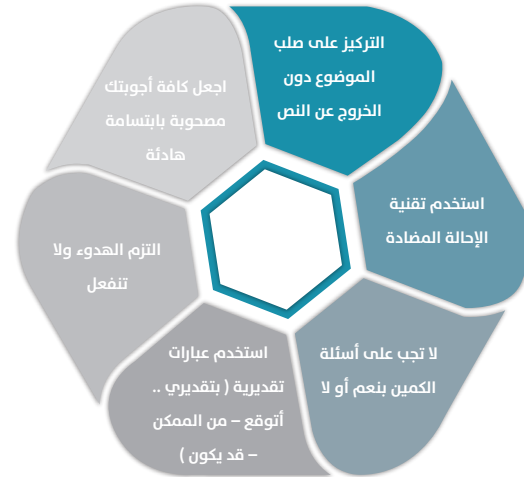 التركيز على صلب
الموضوع دون
الخروج عن النص
استخدم تقنية
الإحالة المضادة
لا تجب على أسئلة
الكمين بنعم أو لا
استخدم عبارات
تقديرية ( بتقديري ..
أتوقع – من الممكن
– قد يكون )
التزم الهدوء ولا
تنفعل
اجعل كافة أجوبتك
مصحوبة بابتسامة
هادئة